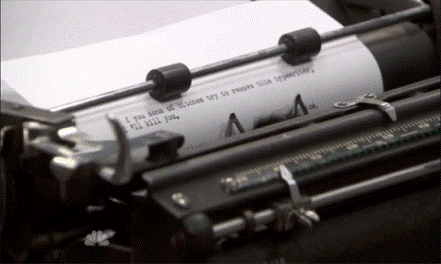 I you sons of bitches try to remove this typewriter,
I'll kill you.